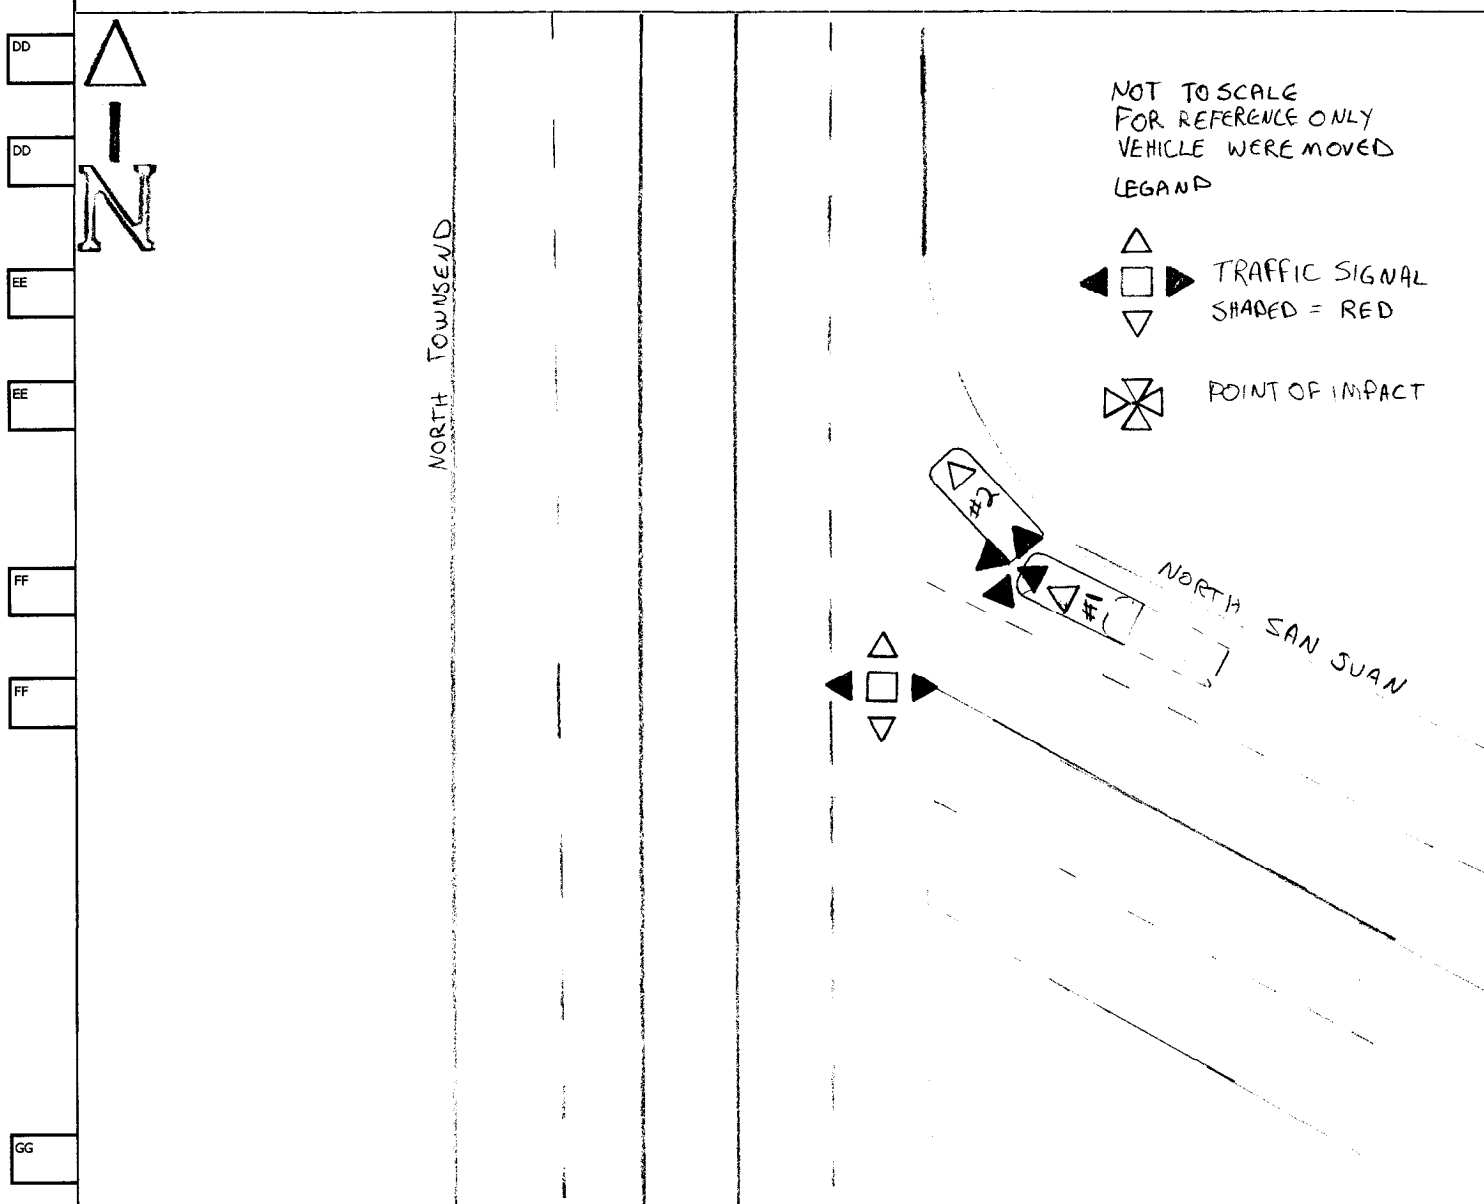 DD
DD
EE
EE
FF
FF
GG
N
NORTH TOWNSEND
NOT TO SCALE
FOR REFERENCE ONLY
VEHICLE WERE MOVED
LEGAND
TRAFFIC SIGNAL
SHADED = RED
POINT OF IMPACT
#2
#1
NORTH SAN JUAN